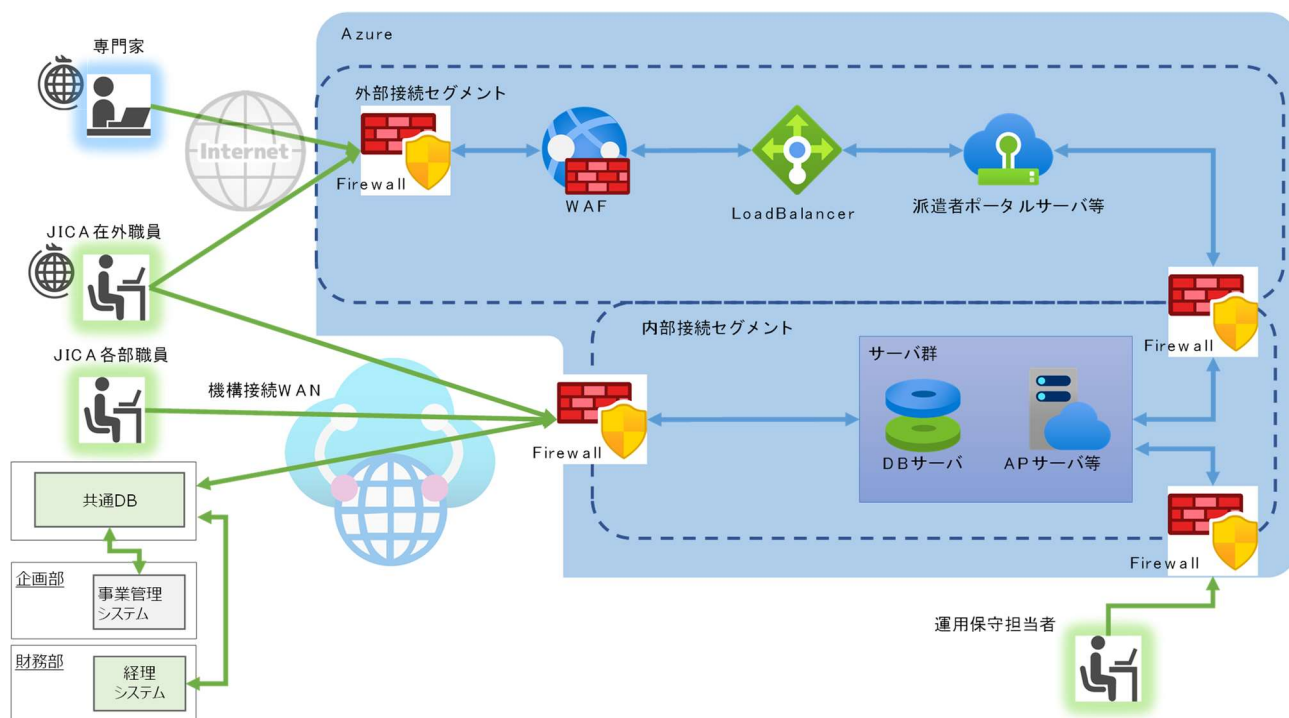 Azure
専門家
外部接続セグメント
Internet
Firewall
WAF
LoadBalancer
派遣者ポータルサーバ等
JICA在外職員
内部接続セグメント
Firewall
JICA各部職員
サーバ群
機構接続WAN
Firewall
DBサーバ
APサーバ等
共通DB
Firewall
企画部
事業管理
システム
運用保守担当者
財務部
経理
システム